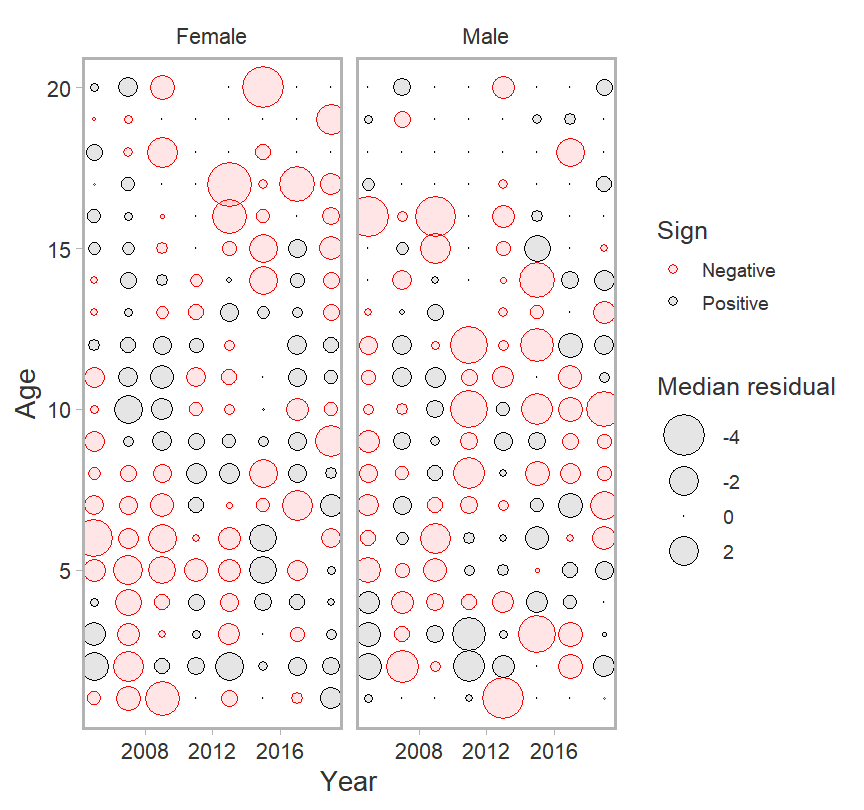 Female Male
20
15
10
5
Age
2008 2012 2016 2008 2012 2016
Year
Sign
Negative
Positive
Median residual
-4
-2
0
2